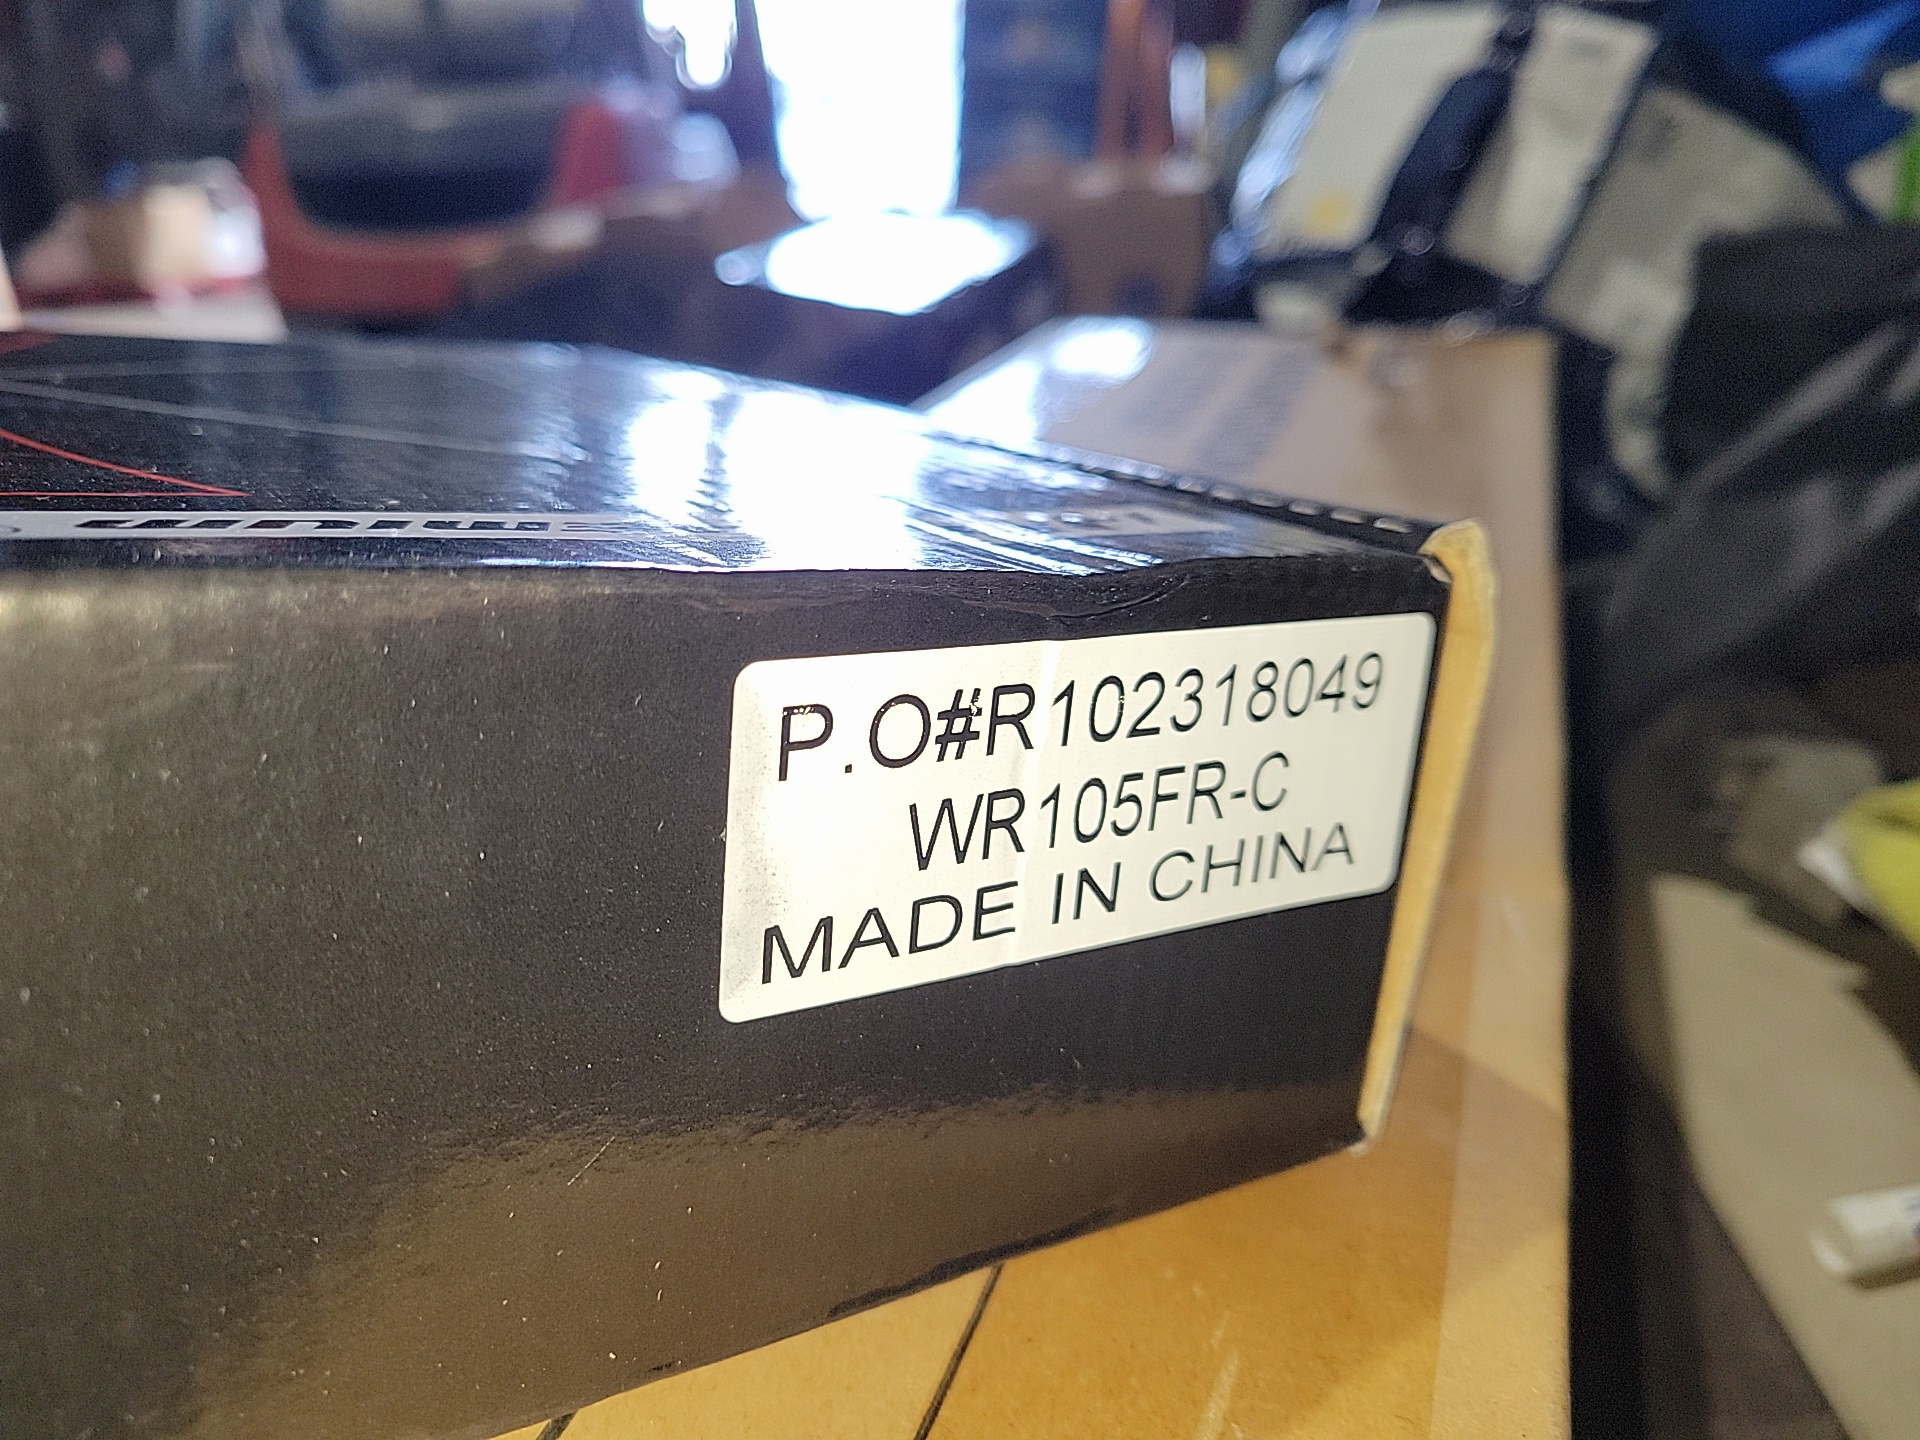 P.O#R102318049
WR105FR-C
MADE IN CHINA